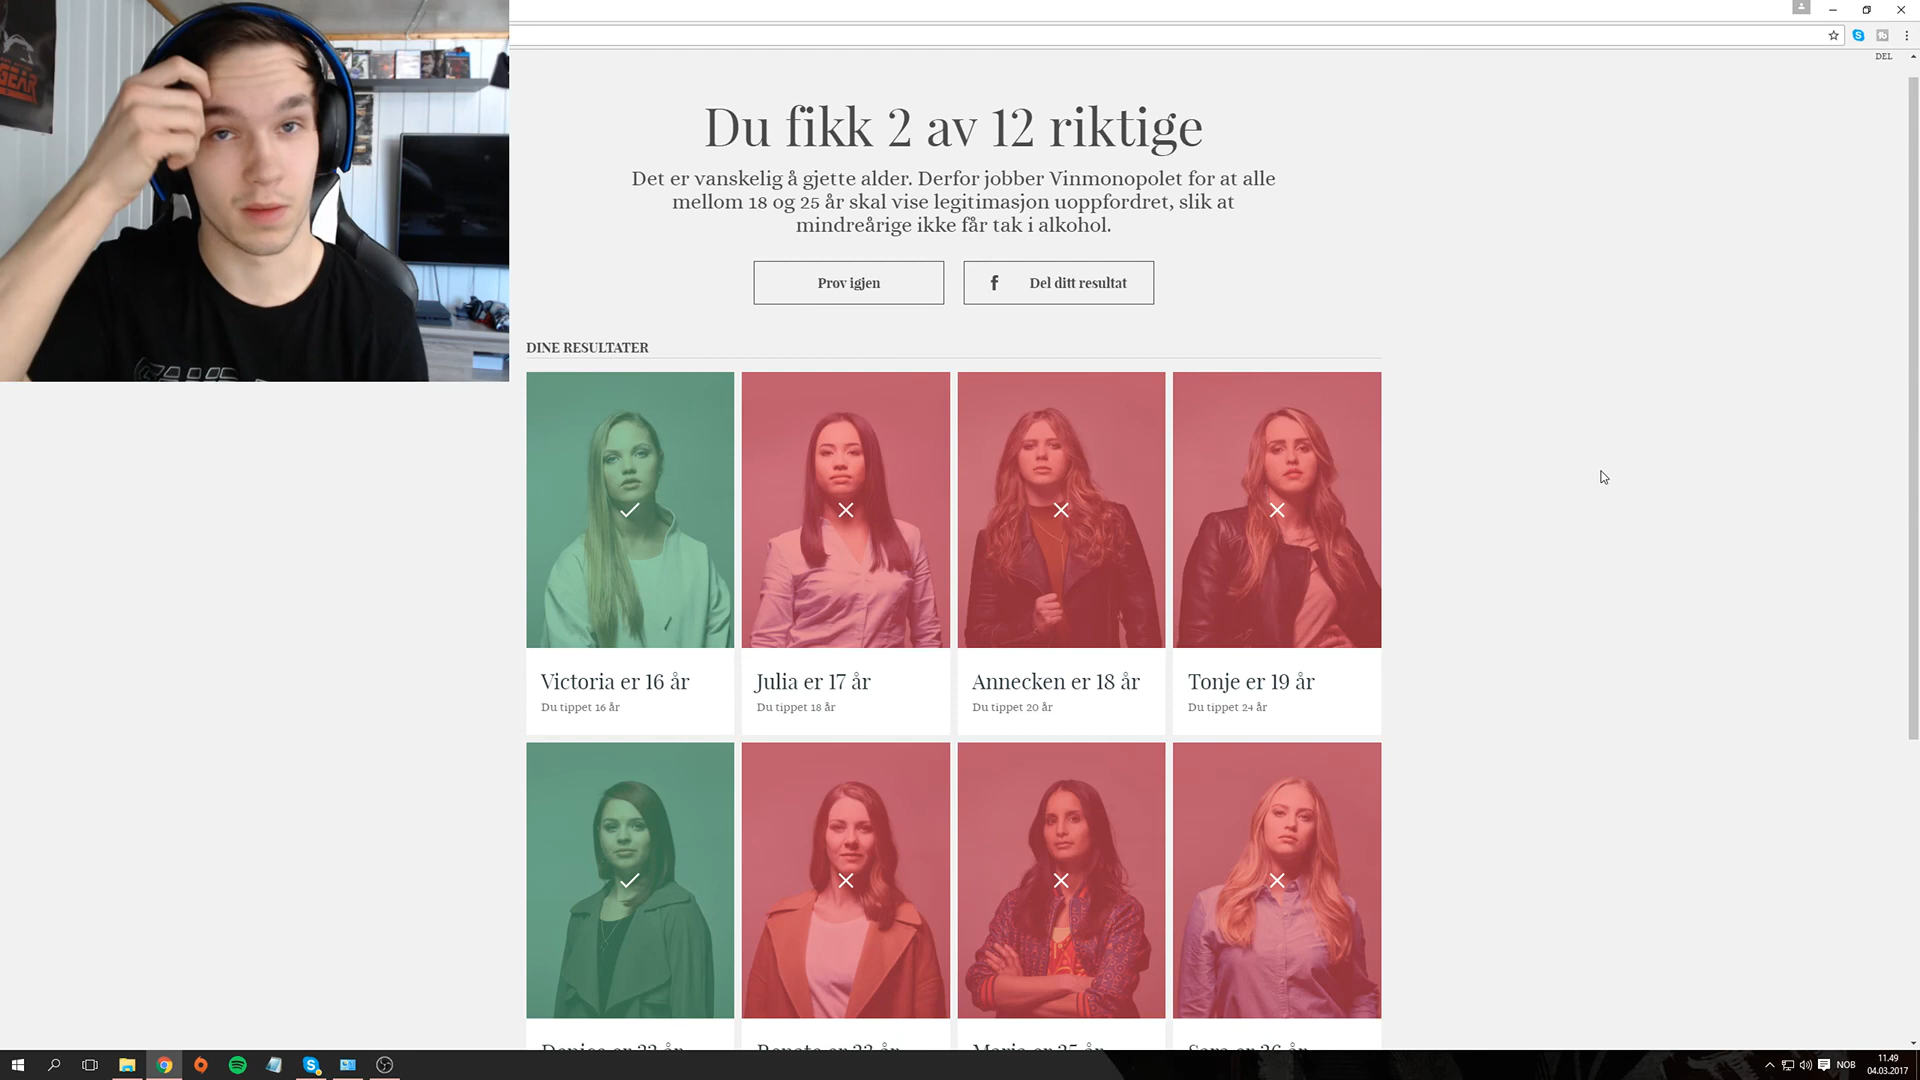 GEAR
DEL
Du fikk 2 av 12 riktige
Det er vanskelig å gjette alder. Derfor jobber Vinmonopolet for at alle
mellom 18 og 25 år skal vise legitimasjon uoppfordret, slik at
mindreårige ikke får tak i alkohol.
Prov igjen
f Del ditt resultat
DINE RESULTATER
Victoria er 16 år
Du tippet 16 år
Julia er 17 år
Du tippet 18 år
Annecken er 18 år
Du tippet 20 år
Tonje er 19 år
Du tippet 24 år
NOB
11.49
04.03.2017